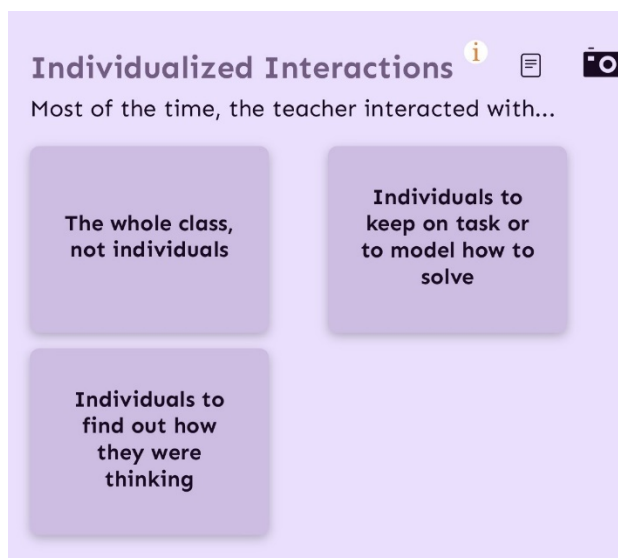 Individualized Interactions i
Most of the time, the teacher interacted with...
The whole class,
not individuals
Individuals to
keep on task or
to model how to
solve
Individuals to
find out how
they were
thinking